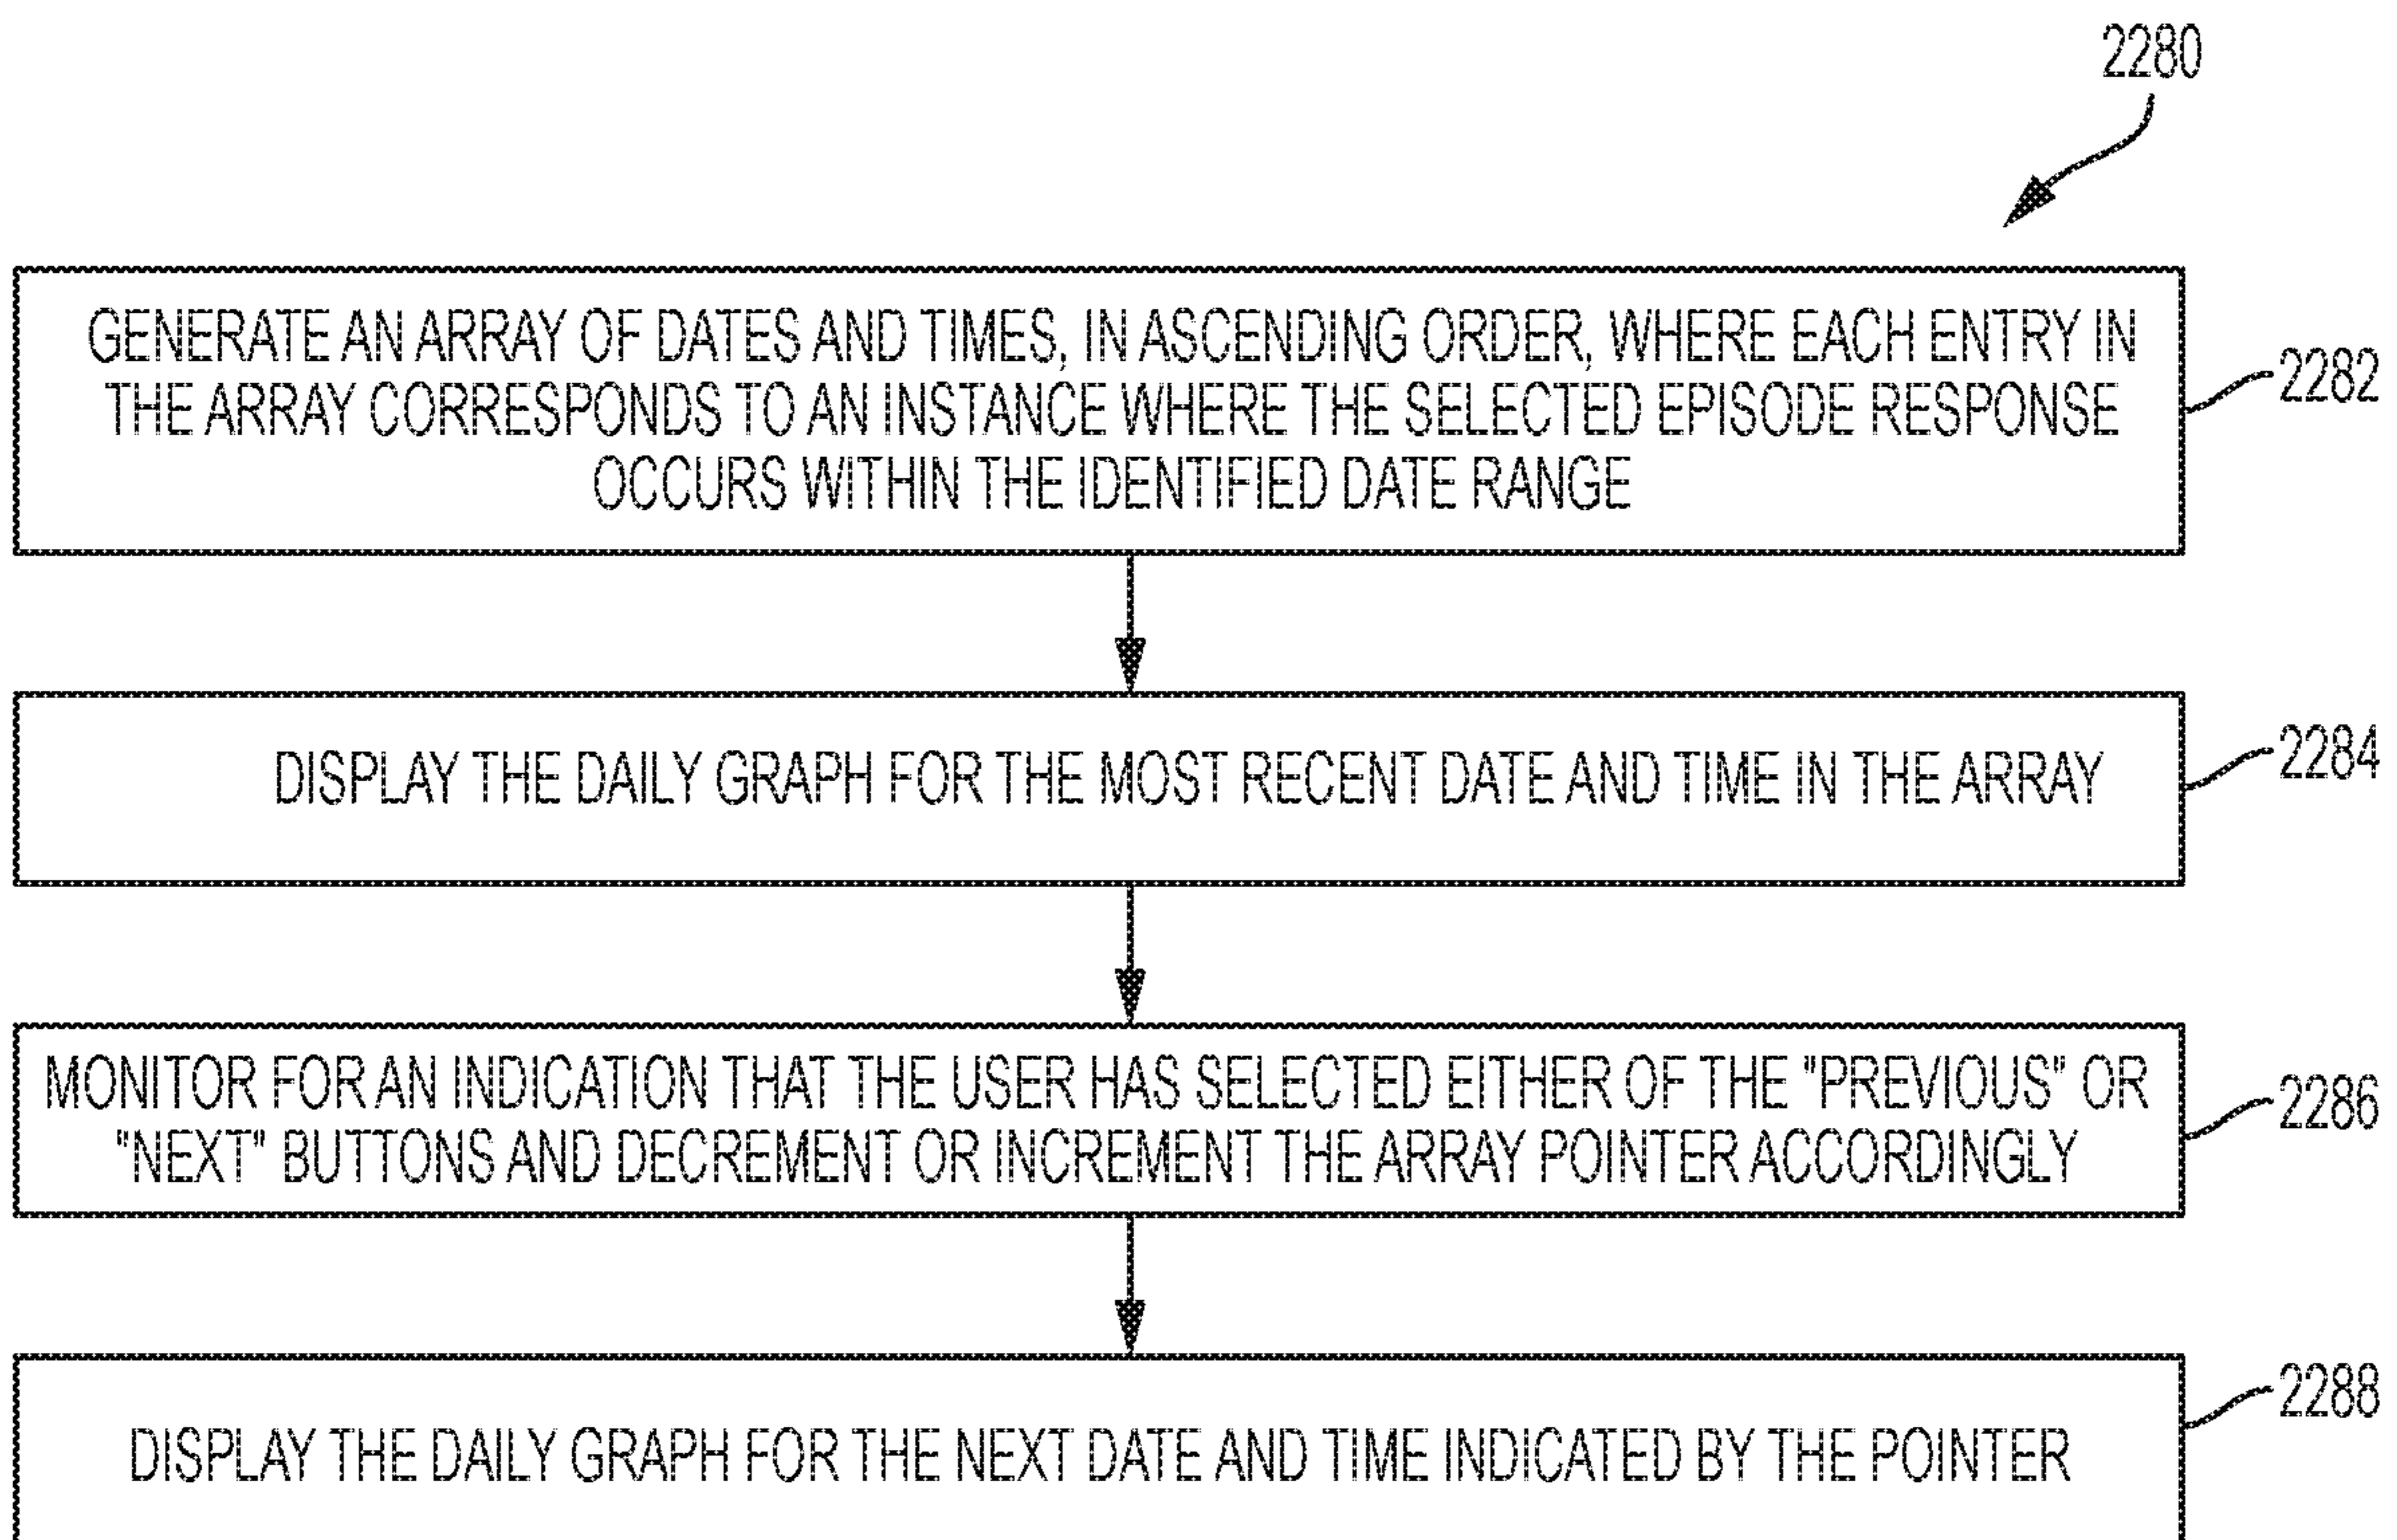 2280
GENERATE AN ARRAY OF DATES AND TIMES, IN ASCENDING ORDER, WHERE EACH ENTRY IN
THE ARRAY CORRESPONDS TO AN INSTANCE WHERE THE SELECTED EPISODE RESPONSE
OCCURS WITHIN THE IDENTIFIED DATE RANGE
2282
DISPLAY THE DAILY GRAPH FOR THE MOST RECENT DATE AND TIME IN THE ARRAY
2284
MONITOR FOR AN INDICATION THAT THE USER HAS SELECTED EITHER OF THE "PREVIOUS" OR
"NEXT" BUTTONS AND DECREMENT OR INCREMENT THE ARRAY POINTER ACCORDINGLY
2286
DISPLAY THE DAILY GRAPH FOR THE NEXT DATE AND TIME INDICATED BY THE POINTER
2288